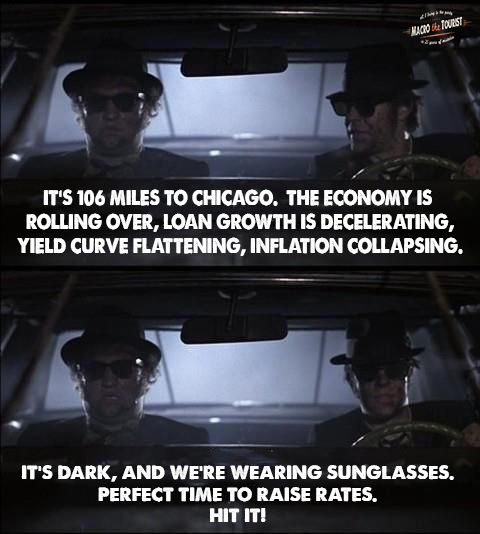 MACRO the TOURIST
IT'S 106 MILES TO CHICAGO. THE ECONOMY IS
ROLLING OVER, LOAN GROWTH IS DECELERATING,
YIELD CURVE FLATTENING, INFLATION COLLAPSING.
IT'S DARK, AND WE'RE WEARING SUNGLASSES.
PERFECT TIME TO RAISE RATES.
HIT IT!